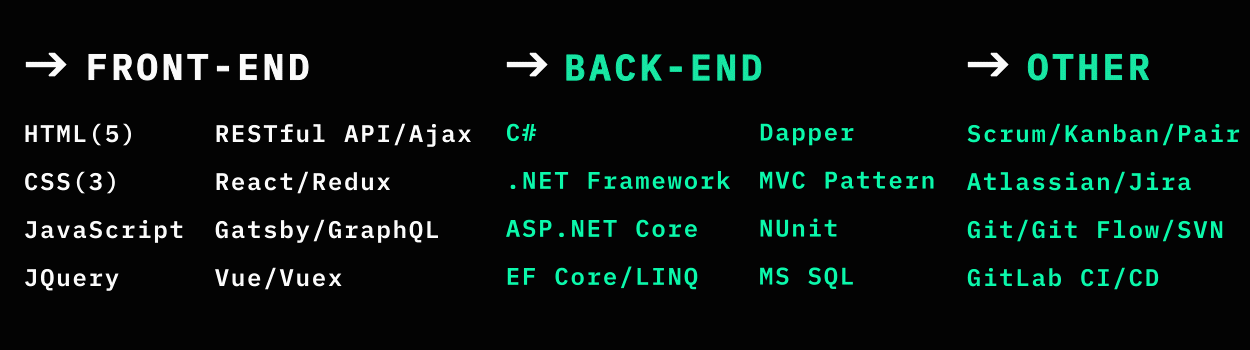 → FRONT-END
HTML(5)
CSS(3)
JavaScript
JQuery
RESTful API/Ajax
React/Redux
Gatsby/GraphQL
Vue/Vuex
→ BACK-END
C#
.NET Framework
ASP.NET Core
EF Core/LINQ
Dapper
MVC Pattern
NUnit
MS SQL
→ OTHER
Scrum/Kanban/Pair
Atlassian/Jira
Git/Git Flow/SVN
GitLab CI/CD